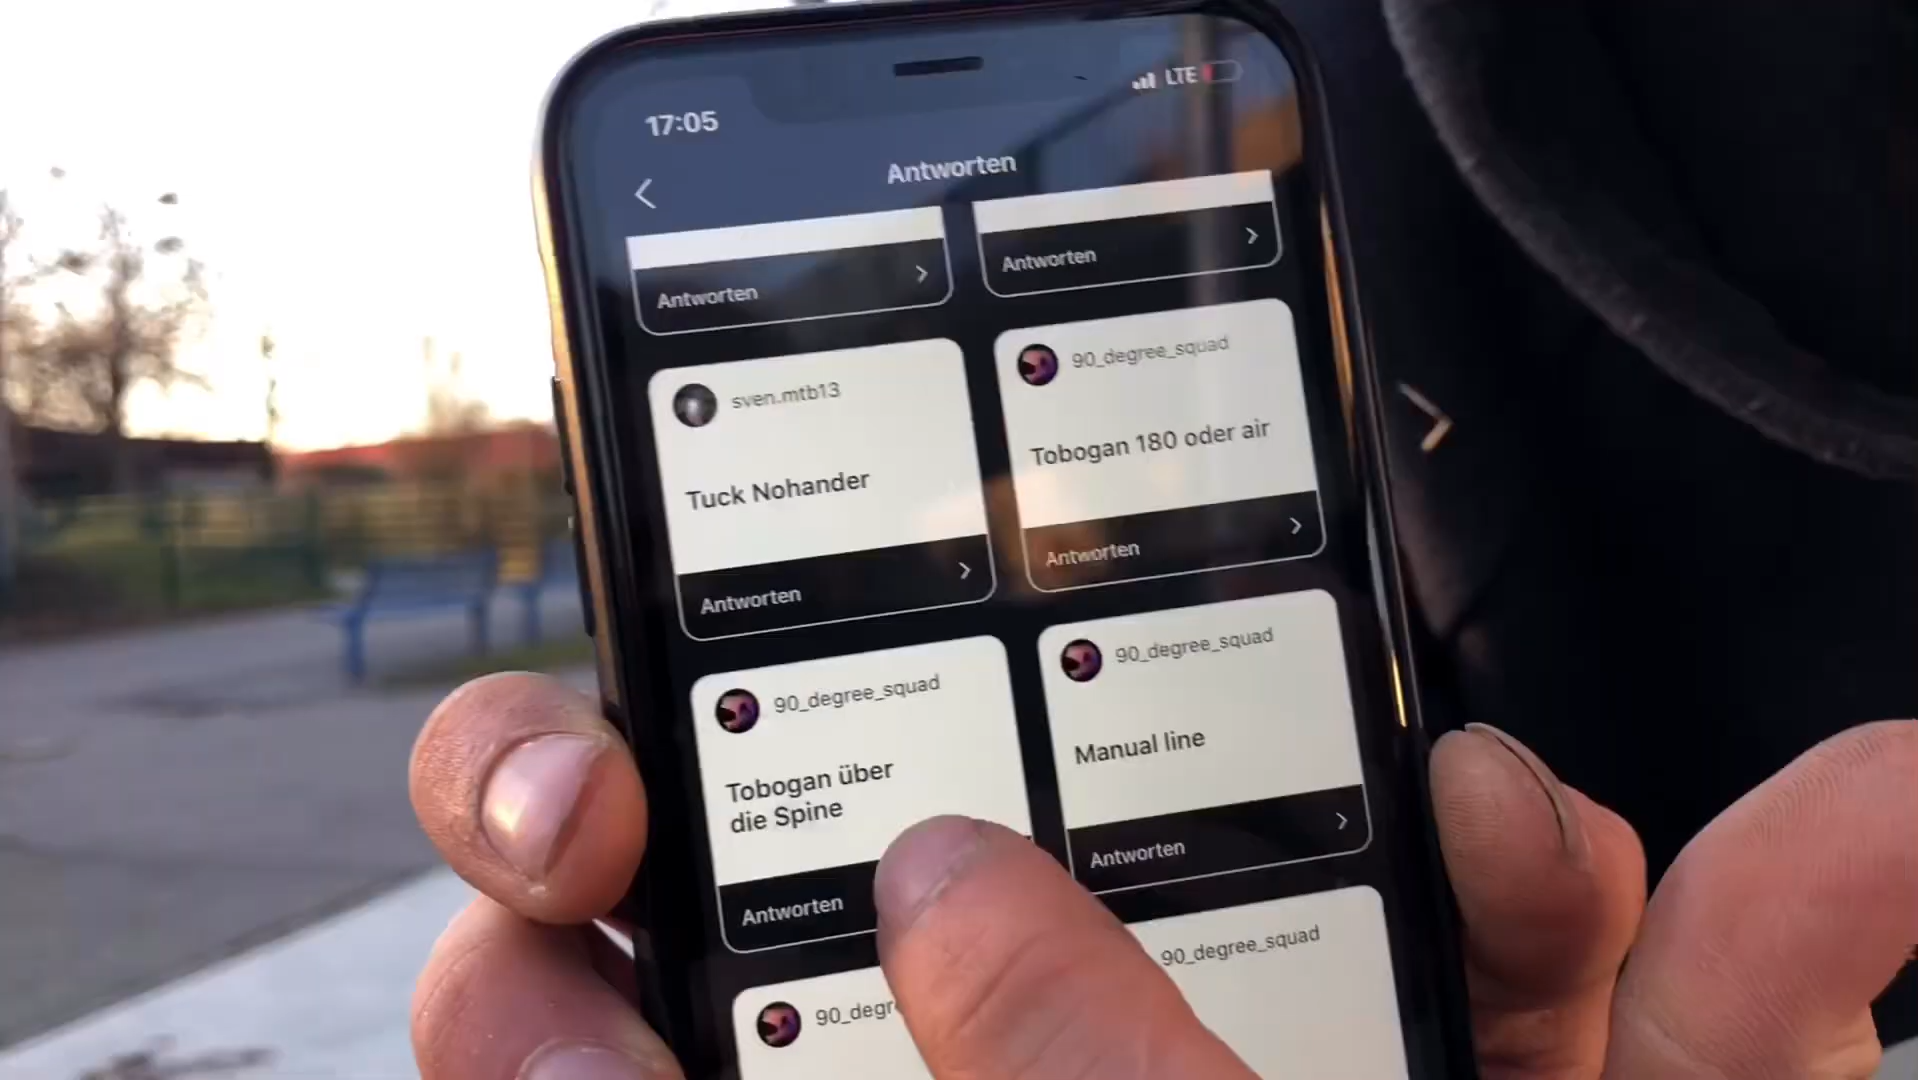 17:05
LTE
Antworten
Antworten
Antworten
sven.mtb13
Tuck Nohander
Antworten
90_degree_squad
Tobogan 180 oder air
Antworten
90_degree_squad
Tobogan über
die Spine
Antworten
90_degree_squad
Manual line
Antworten
90_degr
90_degree_squad